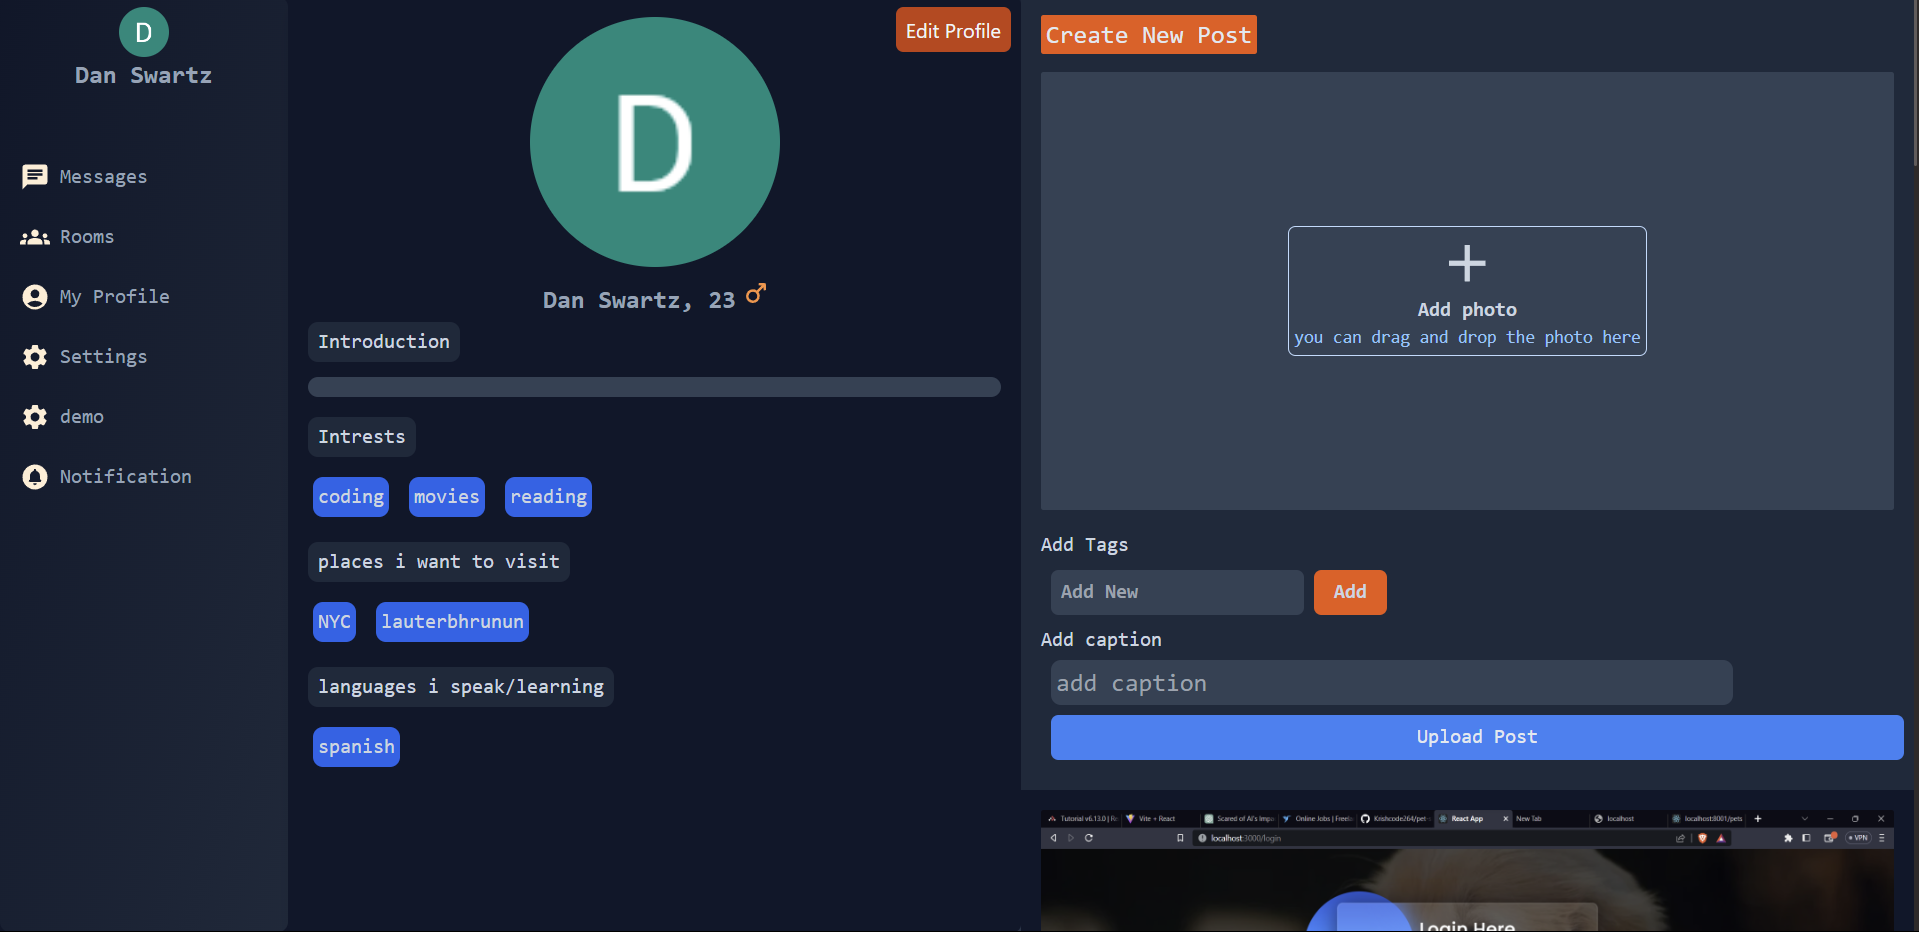 D
Dan Swartz
Messages
Rooms
My Profile
Settings
demo
Notification
Edit Profile
D
Dan Swartz, 23
Introduction
Intrests
coding movies reading
places i want to visit
NYC lauterbhrunun
languages i speak/learning
spanish
Create New Post
Add photo
you can drag and drop the photo here
Add Tags
Add New Add
Add caption
add caption
Upload Post
Tutorial v6.13.0 | Re Vite + React Scared of AI's Impa Online Jobs | Freela Krishcode264/pet- React App New Tab localhost localhost:8001/pets
localhost:3000/login VPN
Login Here